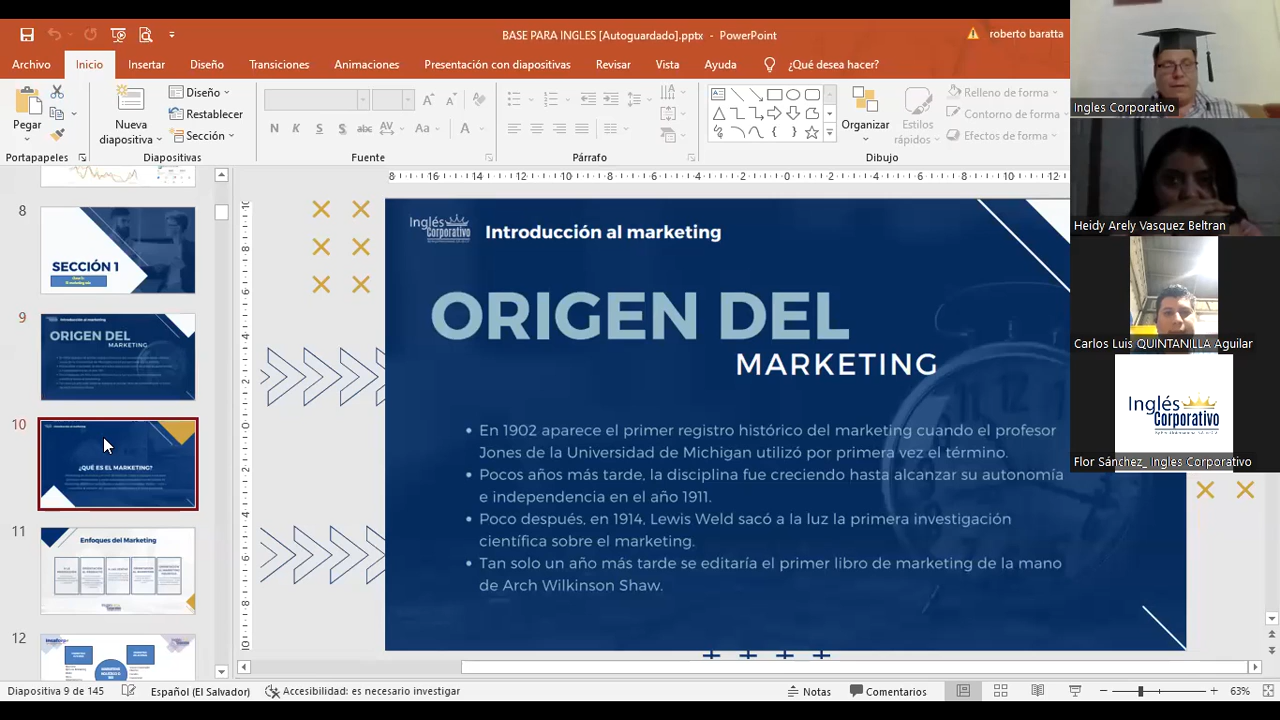 BASE PARA INGLES [Autoguardado].pptx - PowerPoint
roberto baratta
Archivo Inicio Insertar Diseño Transiciones Animaciones Presentación con diapositivas Revisar Vista Ayuda ¿Qué desea hacer?
Pegar
Portapapeles
Nueva
diapositiva
Diseño
Restablecer
Sección
Diapositivas
N K S S abc AV Aa A
Fuente
Párrafo
Organizar
Estilos
rápidos
Relleno de forma
Contorno de forma
Efectos de forma
Dibujo
Ingles Corporativo
Heidy Arely Vasquez Beltran
Carlos Luis QUINTANILLA Aguilar
Inglés
Corporativo
Flor Sánchez_ Ingles Corporativo
8
SECCIÓN 1
9
Introducción al marketing
ORIGEN DEL
MARKETING
10
¿QUÉ ES EL MARKETING?
11
Enfoques del Marketing
12
Inglés
Corporativo
Introducción al marketing
ORIGEN DEL
MARKETING
• En 1902 aparece el primer registro histórico del marketing cuando el profesor
Jones de la Universidad de Michigan utilizó por primera vez el término.
• Pocos años más tarde, la disciplina fue creciendo hasta alcanzar su autonomía
e independencia en el año 1911.
• Poco después, en 1914, Lewis Weld sacó a la luz la primera investigación
científica sobre el marketing.
• Tan solo un año más tarde se editaría el primer libro de marketing de la mano
de Arch Wilkinson Shaw.
Diapositiva 9 de 145 Español (El Salvador) Accesibilidad: es necesario investigar Notas Comentarios 63%